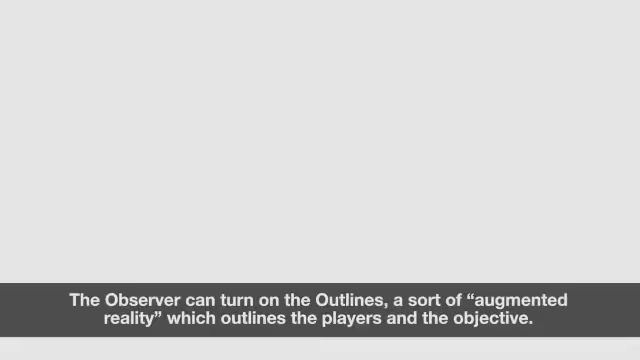 The Observer can turn on the Outlines, a sort of “augmented
reality” which outlines the players and the objective.